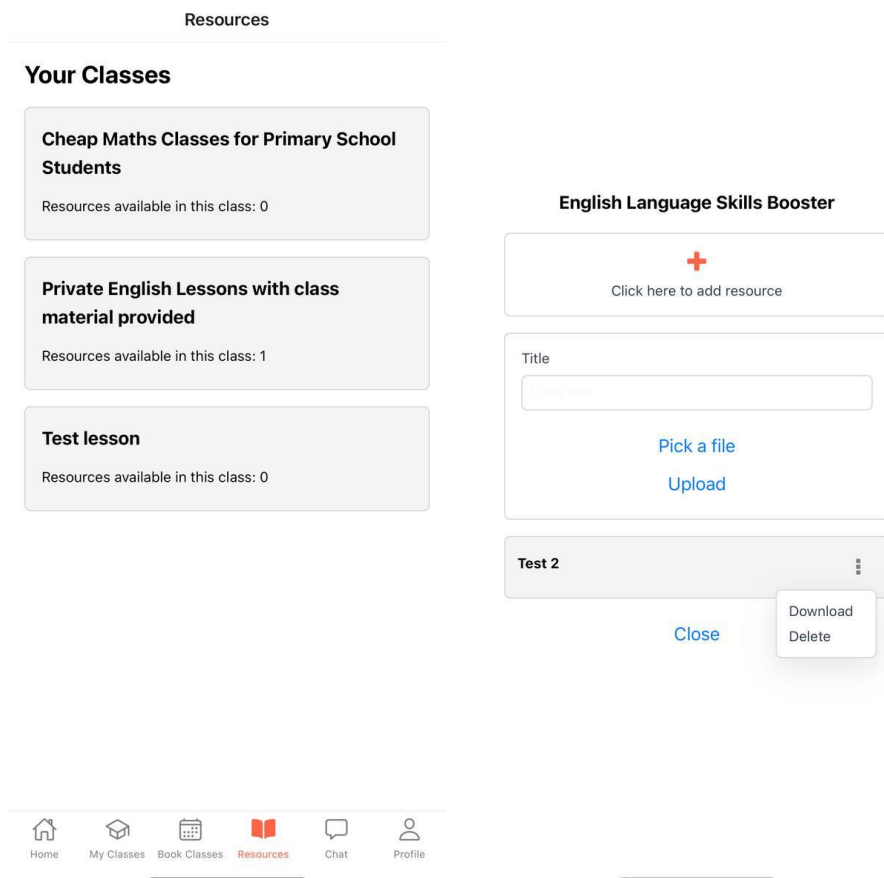 Resources
Your Classes
Cheap Maths Classes for Primary School
Students
Resources available in this class: 0
Private English Lessons with class
material provided
Resources available in this class: 1
Test lesson
Resources available in this class: 0
Home
My Classes
Book Classes
Resources
Chat
Profile
English Language Skills Booster
Click here to add resource
Title
Pick a file
Upload
Test 2
Download
Delete
Close